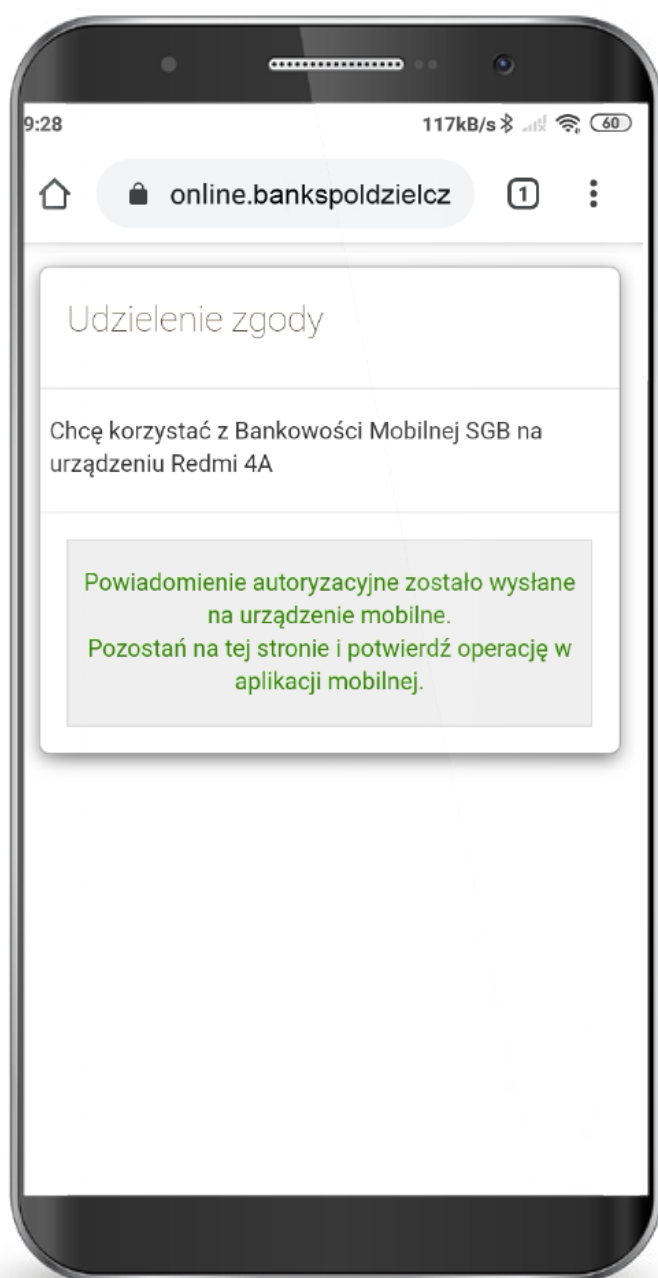 9:28 117kB/s 60
online.bankspoldzielcz 1
Udzielenie zgody
Chcę korzystać z Bankowości Mobilnej SGB na
urządzeniu Redmi 4A
Powiadomienie autoryzacyjne zostało wysłane
na urządzenie mobilne.
Pozostań na tej stronie i potwierdź operację w
aplikacji mobilnej.